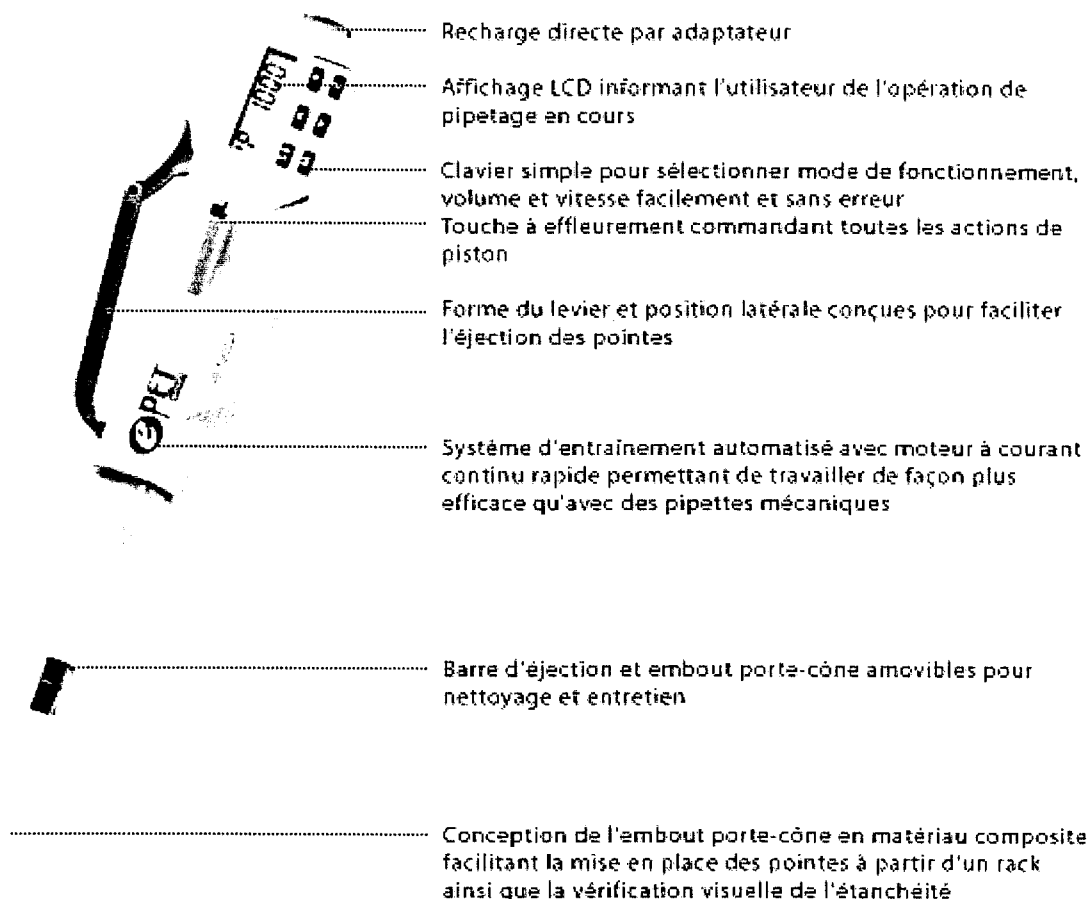 Recharge directe par adaptateur
Affichage LCD informant l'utilisateur de l'opération de
pipetage en cours
Clavier simple pour sélectionner mode de fonctionnement,
volume et vitesse facilement et sans erreur
Touche à effleurement commandant toutes les actions de
piston
Forme du levier et position latérale conçues pour faciliter
l'éjection des pointes
Système d'entraînement automatisé avec moteur à courant
continu rapide permettant de travailler de façon plus
efficace qu'avec des pipettes mécaniques
Barre d'éjection et embout porte-cône amovibles pour
nettoyage et entretien
Conception de l'embout porte-cône en matériau composite
facilitant la mise en place des pointes à partir d'un rack
ainsi que la vérification visuelle de l'étanchéité
P 1000